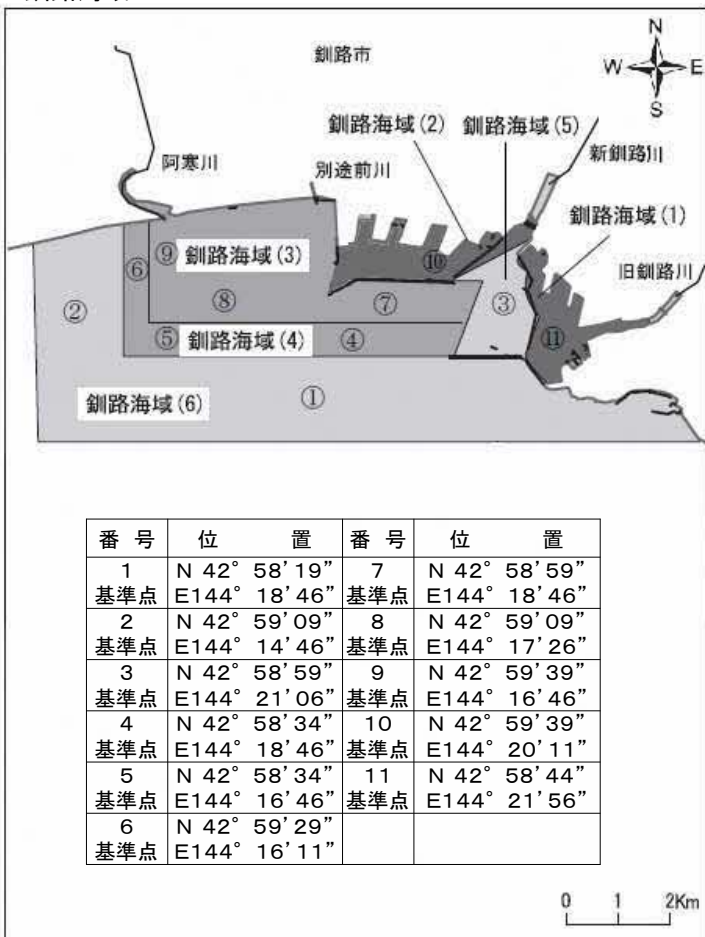 N
W E
S
釧路市
釧路海域(2) 釧路海域(5)
新釧路川
阿寒川
別途前川
釧路海域(1)
旧釧路川
⑨ 釧路海域(3)
⑥
⑩
②
⑧
⑦
③
⑤ 釧路海域(4) ④
⑪
釧路海域(6)
①
番号 位置 番号 位置
1 N 42° 58'19” 7 N 42° 58'59”
基準点 E144° 18'46” 基準点 E144° 18'46”
2 N 42° 59'09” 8 N 42° 59'09”
基準点 E144° 14'46” 基準点 E144° 17'26”
3 N 42° 58'59” 9 N 42° 59'39”
基準点 E144° 21'06” 基準点 E144° 16'46”
4 N 42° 58'34” 10 N 42° 59'39”
基準点 E144° 18'46” 基準点 E144° 20'11”
5 N 42° 58'34” 11 N 42° 58'44”
基準点 E144° 16'46” 基準点 E144° 21'56”
6 N 42° 59'29”
基準点 E144° 16'11”
0 1 2Km